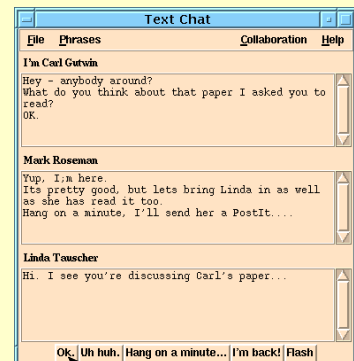 Text Chat
File Phrases Collaboration Help
I'm Carl Gutwin
Hey - anybody around?
What do you think about that paper I asked you to
read?
OK.
Mark Roseman
Yup, I;m here.
Its pretty good, but lets bring Linda in as well
as she has read it too.
Hang on a minute, I'll send her a PostIt....
Linda Tauscher
Hi. I see you're discussing Carl's paper...
Ok. Uh huh. Hang on a minute... I'm back! Flash